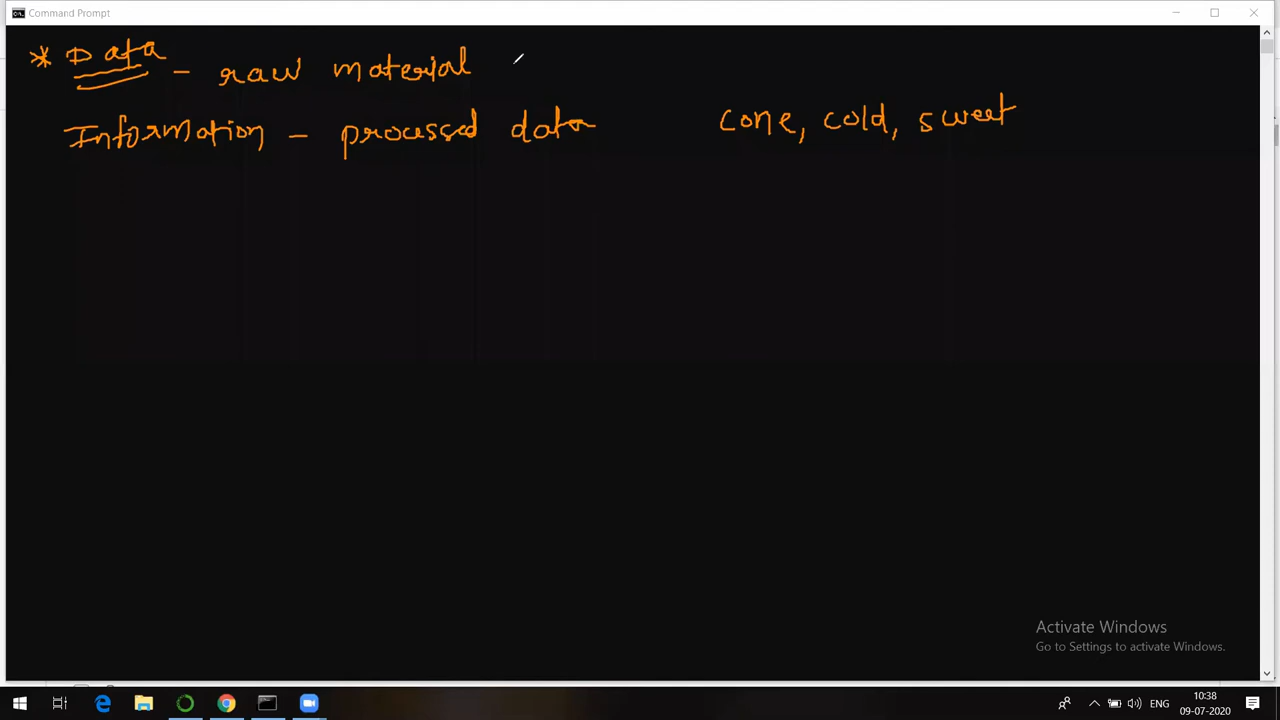 Command Prompt
* Data - raw material
Information - processed data cone, cold, sweet
Activate Windows
Go to Settings to activate Windows.
ENG
10:38
09-07-2020